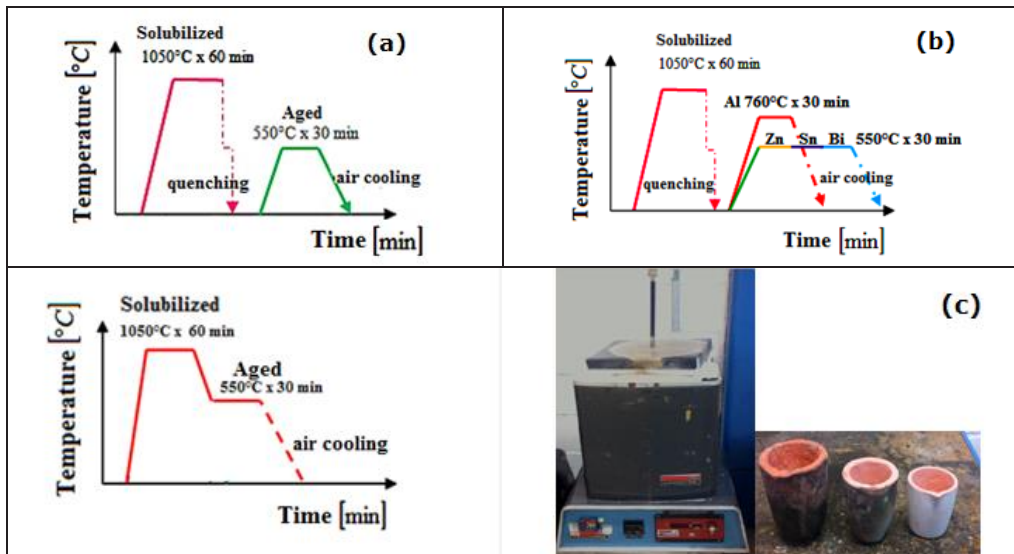 (a)
Solubilized
1050°C x 60 min
Aged
550°C x 30 min
quenching
air cooling
Temperature [°C]
Time [min]
(b)
Solubilized
1050°C x 60 min
Al 760°C x 30 min
Zn Sn Bi 550°C x 30 min
quenching
air cooling
Temperature [°C]
Time [min]
Solubilized
1050°C x 60 min
Aged
550°C x 30 min
air cooling
Temperature [°C]
Time [min]
(c)